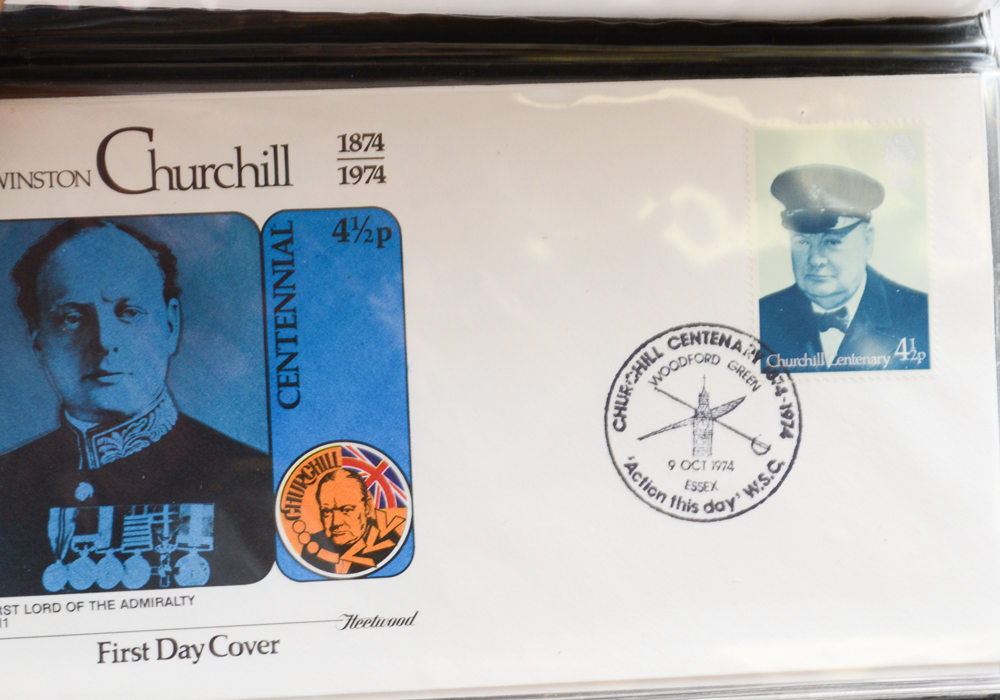 WINSTON Churchill
1874
1974
CENTENNIAL
4½p
CHURCHILL
Churchill Centenary 4½p
CHURCHILL CENTENARY 1874-1974
WOODFORD GREEN
9 OCT 1974
ESSEX
'Action this day' W.S.C.
LORD OF THE ADMIRALTY
Fleetwood
First Day Cover